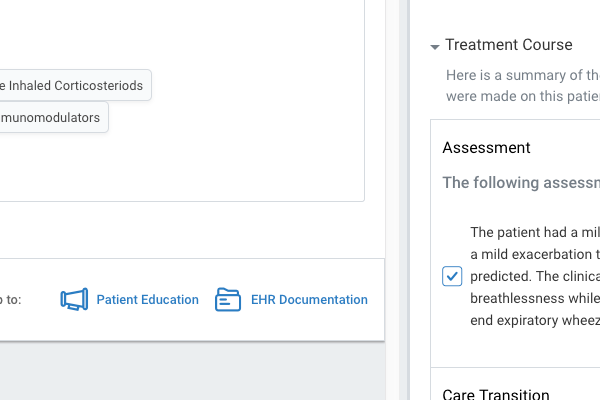 e Inhaled Corticosteriods
munomodulators
to:
Patient Education
EHR Documentation
Treatment Course
Here is a summary of th
were made on this patie
Assessment
The following assess
The patient had a mil
a mild exacerbation t
predicted. The clinica
breathlessness while
end expiratory wheez
Care Transition